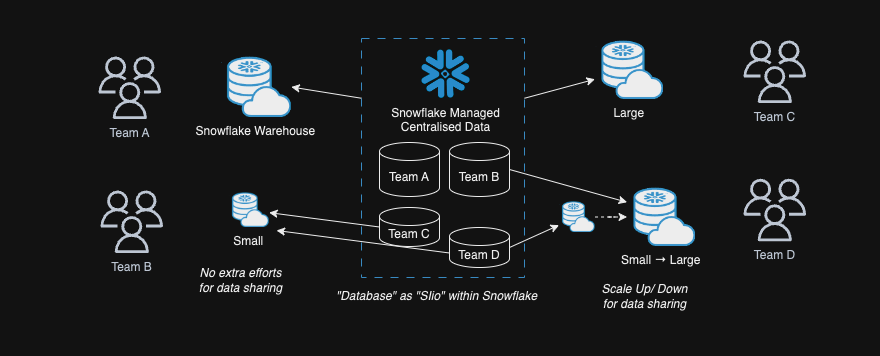 Snowflake Managed
Centralised Data
Team A
Snowflake Warehouse
Large
Team C
Team A
Team B
Team B
Small
Team C
Team D
Small → Large
Team D
No extra efforts
for data sharing
"Database" as "Slio" within Snowflake
Scale Up/ Down
for data sharing